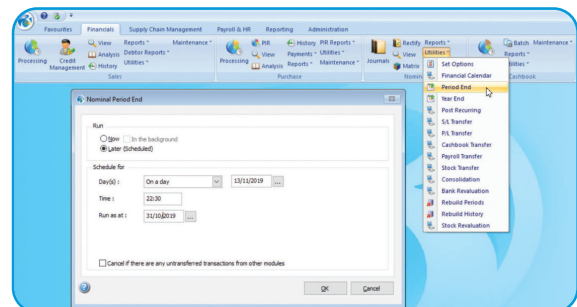 Favourites Financials Supply Chain Management Payroll & HR Reporting Administration
Processing Credit Management View Analysis History Reports Debtor Reports Utilities Maintenance
Sales
Processing PIR View Analysis History Payments Reports PIR Reports Utilities Maintenance
Purchase
Journals Rectify View Matrix Reports Utilities
Nomin
Batch Maintenance
Reports
Utilities
Cashbook
Set Options
Financial Calendar
Period End
Year End
Post Recurring
S/L Transfer
P/L Transfer
Cashbook Transfer
Payroll Transfer
Stock Transfer
Consolidation
Bank Revaluation
Rebuild Periods
Rebuild History
Stock Revaluation
Nominal Period End
Run
Now In the background
Later (Scheduled)
Schedule for
Day(s) : On a day 13/11/2019 ...
Time : 22:30
Run as at : 31/10/2019 ...
Cancel if there are any untransferred transactions from other modules
OK Cancel